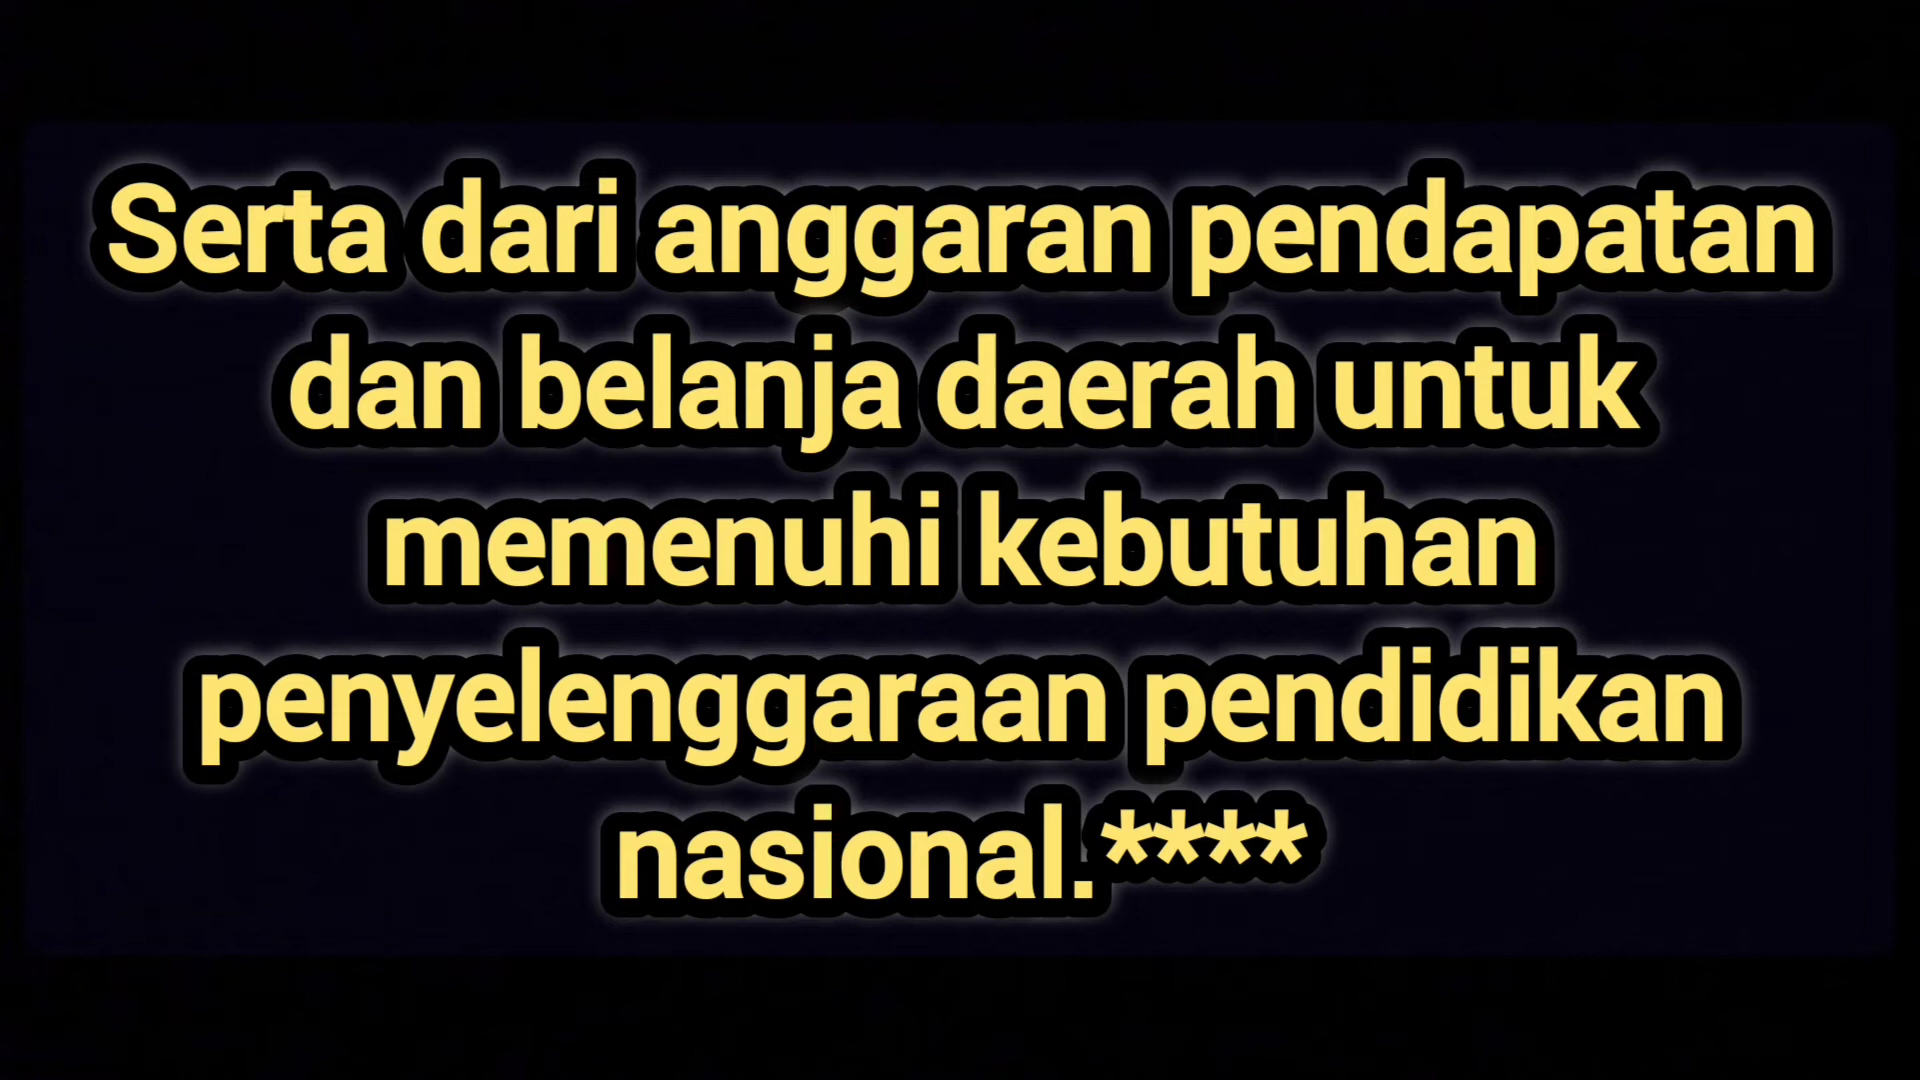 Serta dari anggaran pendapatan
dan belanja daerah untuk
memenuhi kebutuhan
penyelenggaraan pendidikan
nasional.****